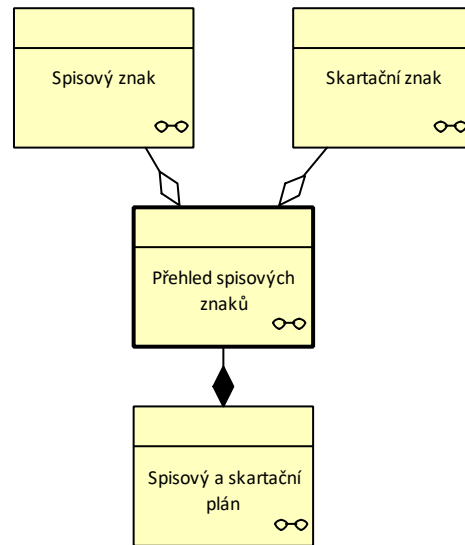 Spisový znak
Skartační znak
Přehled spisových
znaků
Spisový a skartační
plán